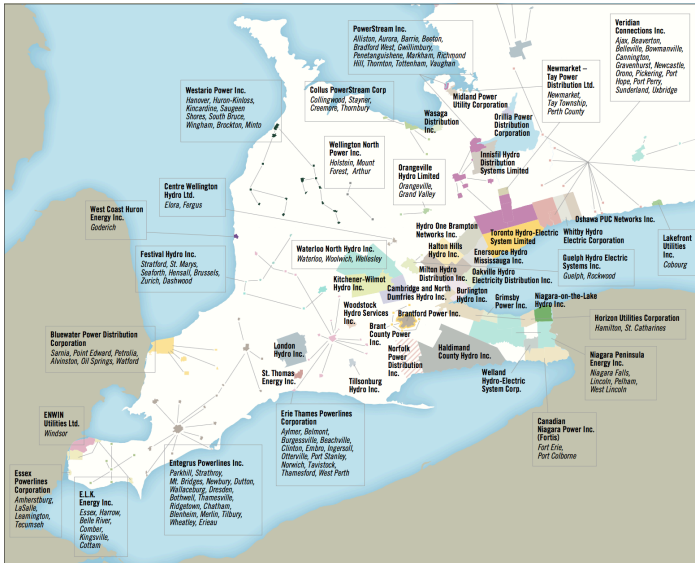 PowerStream Inc.
Alliston, Aurora, Barrie, Beeton,
Bradford West, Gwillimbury,
Penetanguishene, Markham, Richmond
Hill, Thornton, Tottenham, Vaughan
Veridian
Connections Inc.
Ajax, Beaverton,
Belleville, Bowmanville,
Cannington,
Gravenhurst, Newcastle,
Orono, Pickering, Port
Hope, Port Perry,
Sunderland, Uxbridge
Newmarket –
Tay Power
Distribution Ltd.
Newmarket,
Tay Township,
Perth County
Westario Power Inc.
Hanover, Huron-Kinloss,
Kincardine, Saugeen
Shores, South Bruce,
Wingham, Brockton, Minto
Collus PowerStream Corp
Collingwood, Stayner,
Creemore, Thornbury
Midland Power
Utility Corporation
Wasaga
Distribution
Inc.
Orillia Power
Distribution
Corporation
Wellington North
Power Inc.
Holstein, Mount
Forest, Arthur
Innisfil Hydro
Distribution
Systems Limited
Orangeville
Hydro Limited
Orangeville,
Grand Valley
Centre Wellington
Hydro Ltd.
Elora, Fergus
West Coast Huron
Energy Inc.
Goderich
Hydro One Brampton
Networks Inc.
Oshawa PUC Networks Inc.
Toronto Hydro-Electric
System Limited
Whitby Hydro
Electric Corporation
Lakefront
Utilities
Inc.
Cobourg
Festival Hydro Inc.
Stratford, St. Marys,
Seaforth, Hensall, Brussels,
Zurich, Dashwood
Waterloo North Hydro Inc.
Waterloo, Woolwich, Wellesley
Halton Hills
Hydro Inc.
Enersource Hydro
Mississauga Inc.
Guelph Hydro Electric
Systems Inc.
Guelph, Rockwood
Kitchener-Wilmot
Hydro Inc.
Milton Hydro
Distribution Inc.
Oakville Hydro
Electricity Distribution Inc.
Cambridge and North
Dumfries Hydro Inc.
Burlington
Hydro Inc.
Grimsby
Power Inc.
Niagara-on-the-Lake
Hydro Inc.
Woodstock
Hydro Services
Inc.
Brantford Power Inc.
Brant
County Power
Inc.
Horizon Utilities Corporation
Hamilton, St. Catharines
Bluewater Power Distribution
Corporation
Sarnia, Point Edward, Petrolia,
Alvinston, Oil Springs, Watford
London
Hydro Inc.
Norfolk
Power
Distribution
Inc.
Haldimand
County Hydro Inc.
Niagara Peninsula
Energy Inc.
Niagara Falls,
Lincoln, Pelham,
West Lincoln
St. Thomas
Energy Inc.
Tillsonburg
Hydro Inc.
Welland
Hydro-Electric
System Corp.
ENWIN
Utilities Ltd.
Windsor
Erie Thames Powerlines
Corporation
Aylmer, Belmont,
Burgessville, Beachville,
Clinton, Embro, Ingersoll,
Otterville, Port Stanley,
Norwich, Tavistock,
Thamesford, West Perth
Canadian
Niagara Power Inc.
(Fortis)
Fort Erie,
Port Colborne
Essex
Powerlines
Corporation
Amherstburg,
LaSalle,
Leamington,
Tecumseh
E.L.K.
Energy Inc.
Essex, Harrow,
Belle River,
Comber,
Kingsville,
Cottam
Entegrus Powerlines Inc.
Parkhill, Strathroy,
Mt. Bridges, Newbury, Dutton,
Wallaceburg, Dresden,
Bothwell, Thamesville,
Ridgetown, Chatham,
Blenheim, Merlin, Tilbury,
Wheatley, Erieau